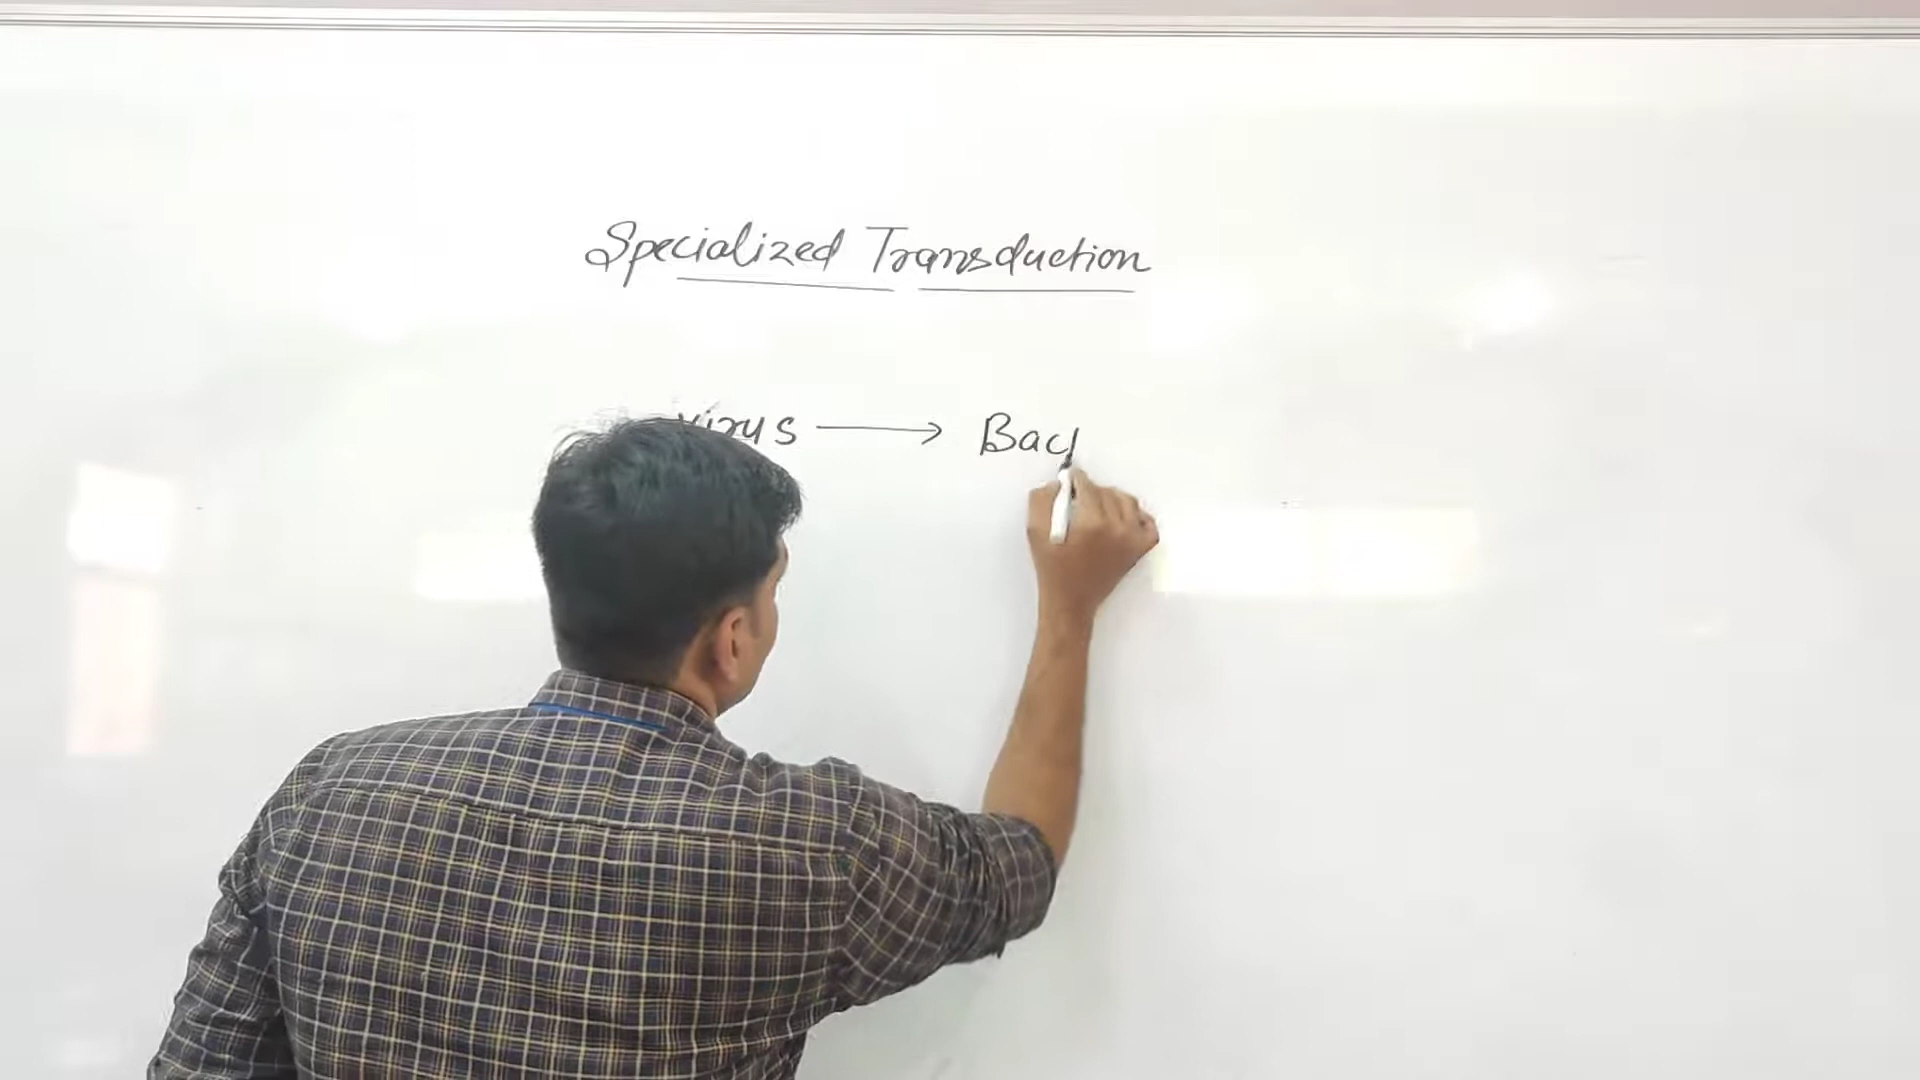 Specialized Transduction
Virus → Bac